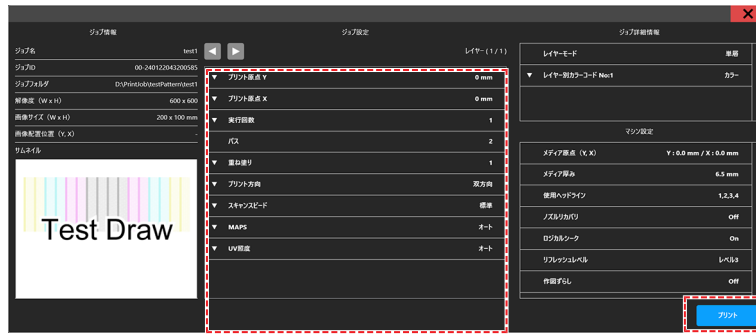 ジョブ情報
ジョブ名 test1
ジョブID 00-240122043200585
ジョブフォルダ D:\PrintJob\testPattern\test1
解像度（W x H） 600 x 600
画像サイズ（W x H） 200 x 100 mm
画像配置位置（Y, X） -
サムネイル
Test Draw
ジョブ設定
◀ ▶ レイヤー ( 1 / 1 )
▼ プリント原点 Y 0 mm
▼ プリント原点 X 0 mm
▼ 実行回数 1
パス 2
▼ 重ね塗り 1
▼ プリント方向 双方向
▼ スキャンスピード 標準
▼ MAPS オート
▼ UV照度 オート
ジョブ詳細情報
レイヤーモード 単層
▼ レイヤー別カラーコード No:1 カラー
マシン設定
メディア原点（Y, X） Y : 0.0 mm / X : 0.0 mm
メディア厚み 6.5 mm
使用ヘッドライン 1,2,3,4
ノズルリカバリ Off
ロジカルシーク On
リフレッシュレベル レベル3
作図ずらし Off
プリント